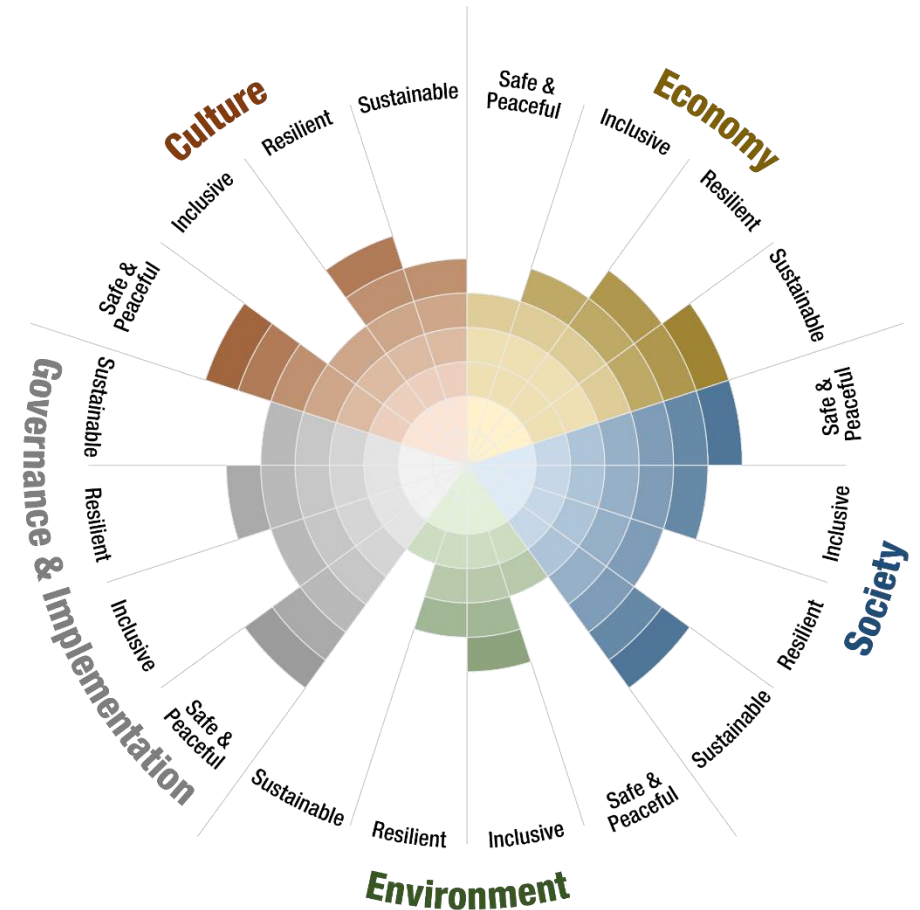 Economy
Safe &
Peaceful
Inclusive
Resilient
Sustainable
Society
Safe &
Peaceful
Inclusive
Resilient
Sustainable
Environment
Safe &
Peaceful
Inclusive
Resilient
Sustainable
Governance & Implementation
Safe &
Peaceful
Inclusive
Resilient
Sustainable
Culture
Safe &
Peaceful
Inclusive
Resilient
Sustainable